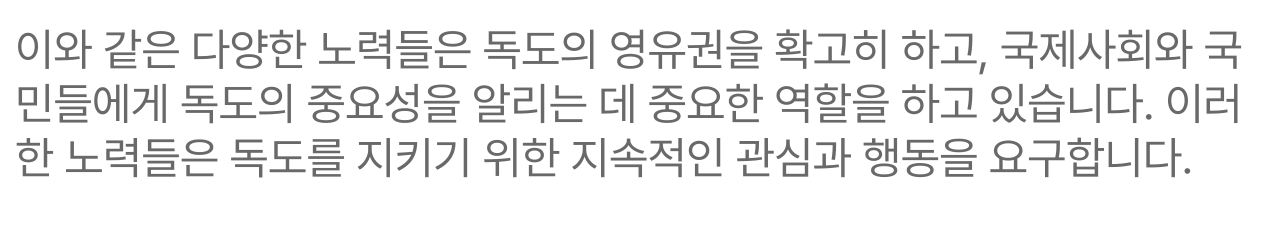 이와 같은 다양한 노력들은 독도의 영유권을 확고히 하고, 국제사회와 국
민들에게 독도의 중요성을 알리는 데 중요한 역할을 하고 있습니다. 이러
한 노력들은 독도를 지키기 위한 지속적인 관심과 행동을 요구합니다.